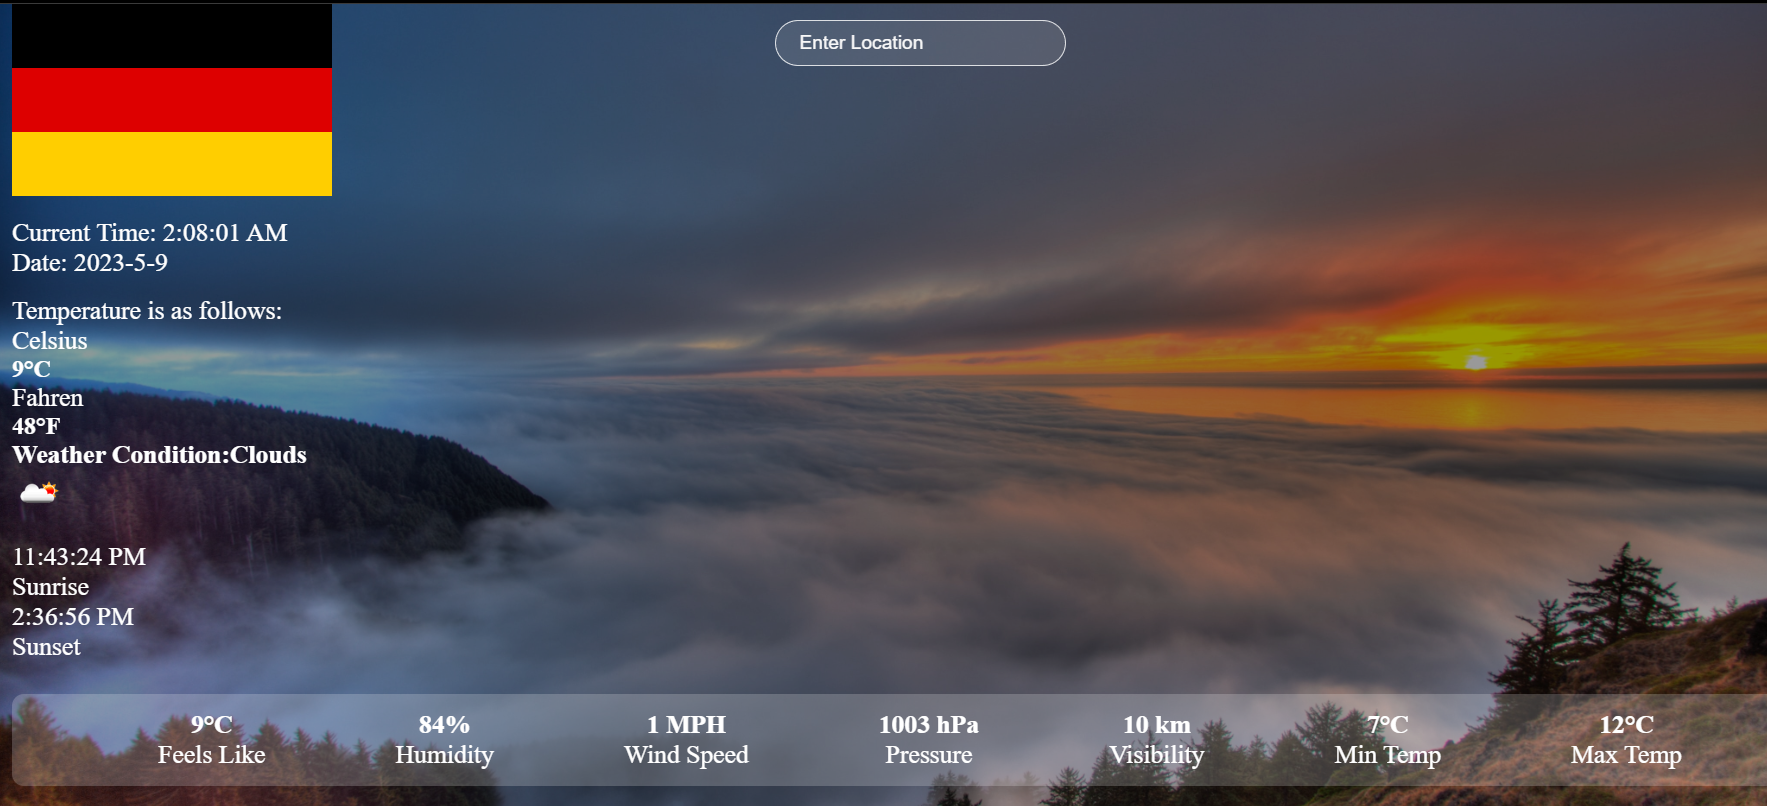 Enter Location
Current Time: 2:08:01 AM
Date: 2023-5-9
Temperature is as follows:
Celsius
9°C
Fahren
48°F
Weather Condition:Clouds
11:43:24 PM
Sunrise
2:36:56 PM
Sunset
9°C
Feels Like
84%
Humidity
1 MPH
Wind Speed
1003 hPa
Pressure
10 km
Visibility
7°C
Min Temp
12°C
Max Temp